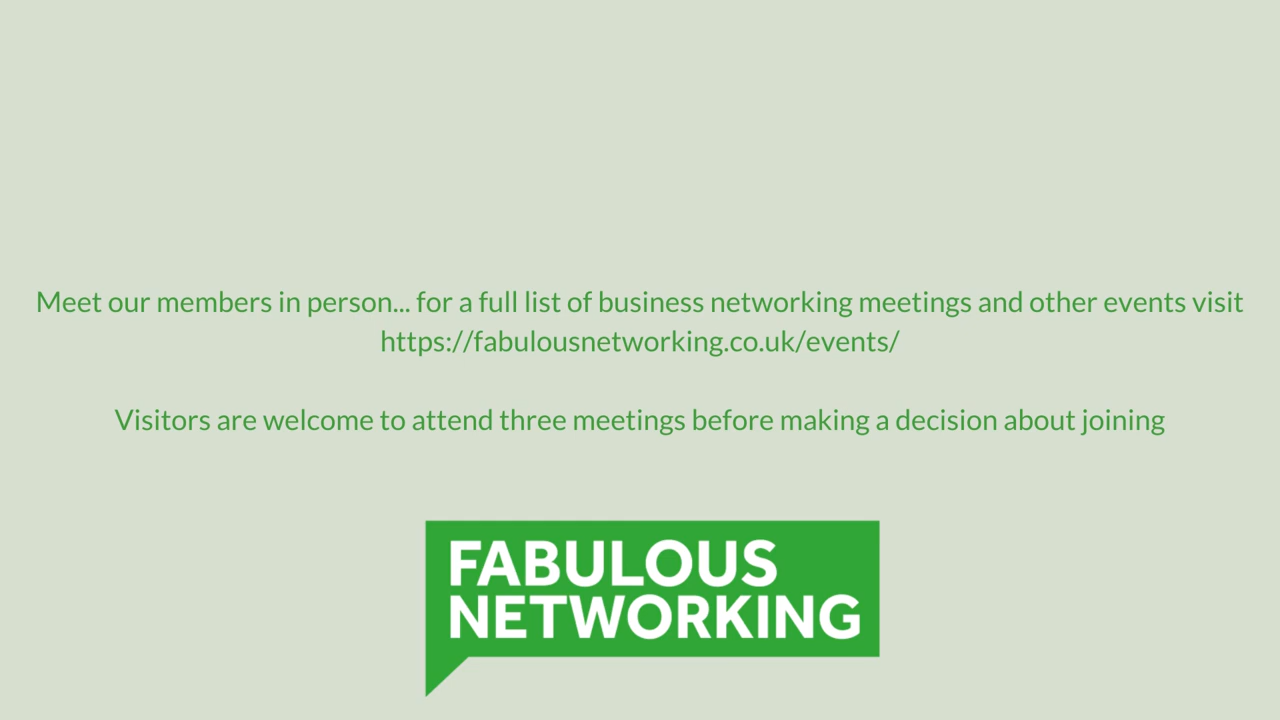 Meet our members in person... for a full list of business networking meetings and other events visit
https://fabulousnetworking.co.uk/events/
Visitors are welcome to attend three meetings before making a decision about joining
FABULOUS
NETWORKING